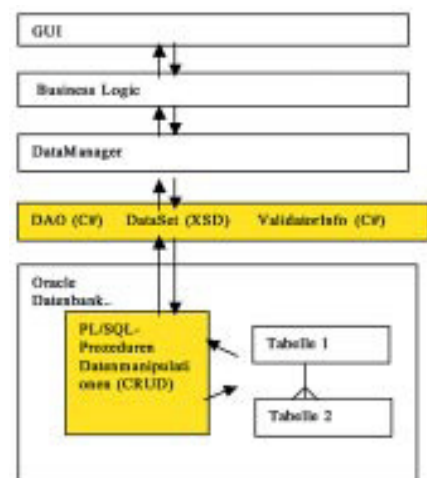 GUI
Business Logic
DataManager
DAO (C#) DataSet (XSD) ValidatorInfo (C#)
Oracle
Datenbank..
PL/SQL-
Prozeduren
Datenmanipulati
onen (CRUD)
Tabelle 1
Tabelle 2